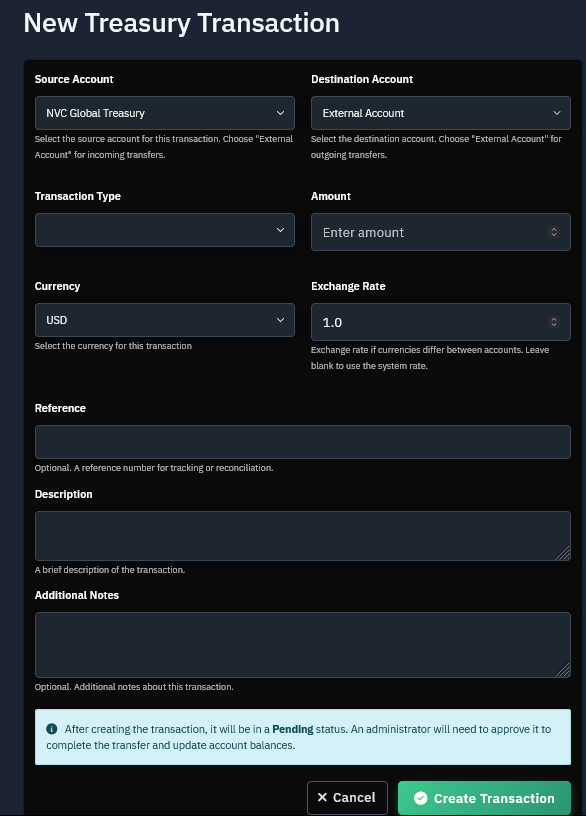 New Treasury Transaction
Source Account
Destination Account
NVC Global Treasury
External Account
Select the source account for this transaction. Choose "External
Account" for incoming transfers.
Select the destination account. Choose "External Account" for
outgoing transfers.
Transaction Type
Amount
Enter amount
Currency
Exchange Rate
USD
1.0
Select the currency for this transaction
Exchange rate if currencies differ between accounts. Leave
blank to use the system rate.
Reference
Optional. A reference number for tracking or reconciliation.
Description
A brief description of the transaction.
Additional Notes
Optional. Additional notes about this transaction.
After creating the transaction, it will be in a Pending status. An administrator will need to approve it to
complete the transfer and update account balances.
Cancel
Create Transaction